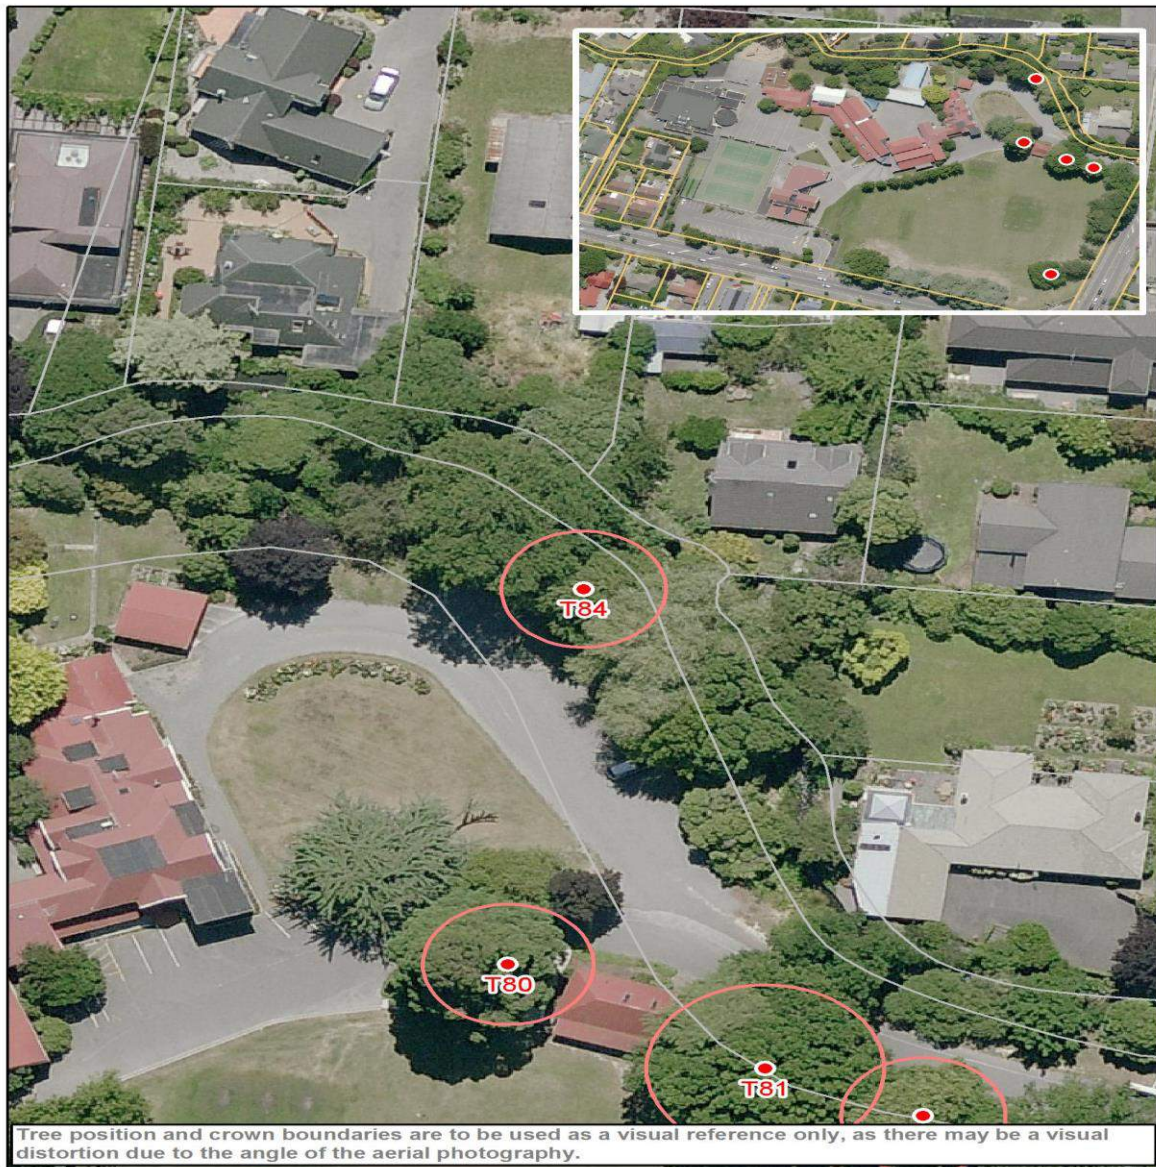 T84
T80
T81
Tree position and crown boundaries are to be used as a visual reference only, as there may be a visual
distortion due to the angle of the aerial photography.